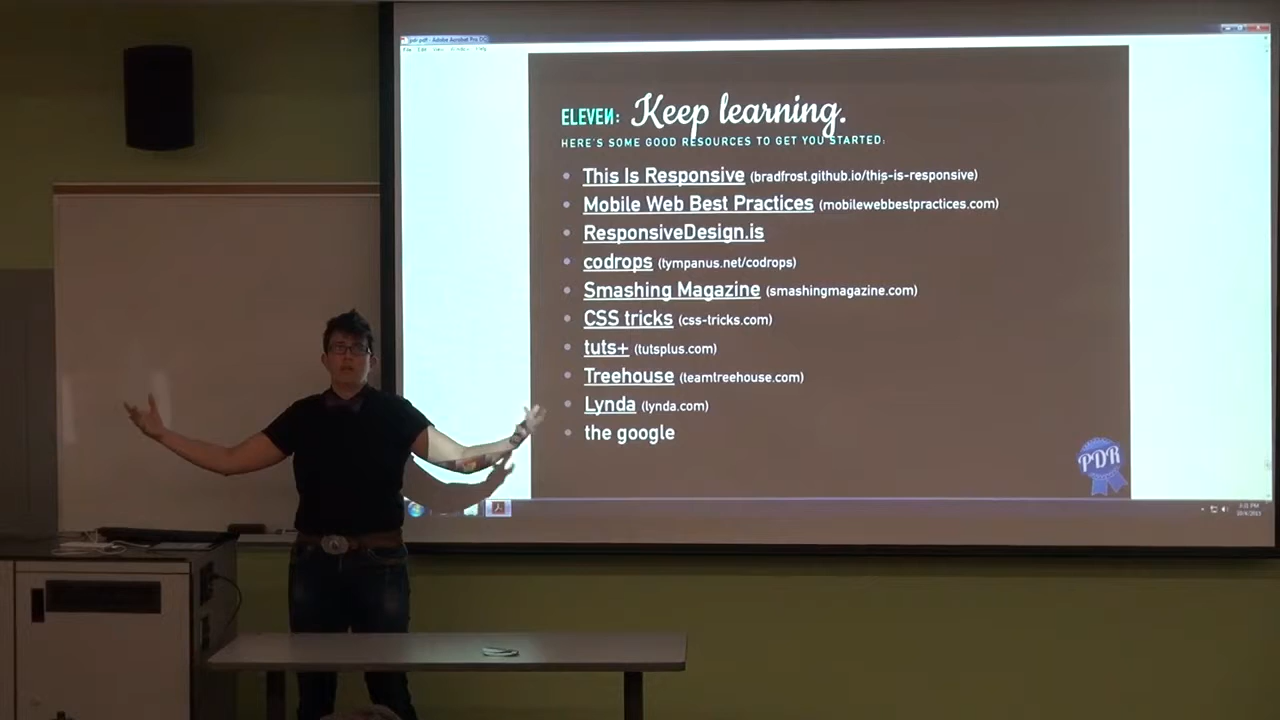 ELEVEN: Keep learning.
HERE'S SOME GOOD RESOURCES TO GET YOU STARTED:
• This Is Responsive (bradfrost.github.io/this-is-responsive)
• Mobile Web Best Practices (mobilewebbestpractices.com)
• ResponsiveDesign.is
• codrops (tympanus.net/codrops)
• Smashing Magazine (smashingmagazine.com)
• CSS tricks (css-tricks.com)
• tuts+ (tutsplus.com)
• Treehouse (teamtreehouse.com)
• Lynda (lynda.com)
• the google
PDR